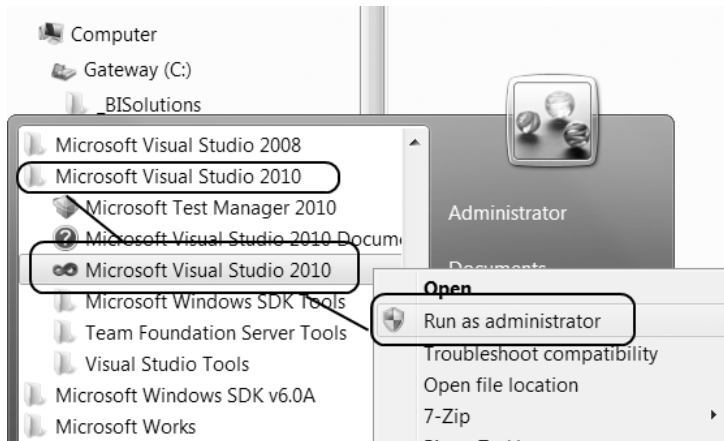 Computer
Gateway (C:)
_BISolutions
Microsoft Visual Studio 2008
Microsoft Visual Studio 2010
Microsoft Test Manager 2010
Microsoft Visual Studio 2010 Docume
Microsoft Visual Studio 2010
Microsoft Windows SDK Tools
Team Foundation Server Tools
Visual Studio Tools
Microsoft Windows SDK v6.0A
Microsoft Works
Administrator
Documents
Open
Run as administrator
Troubleshoot compatibility
Open file location
7-Zip